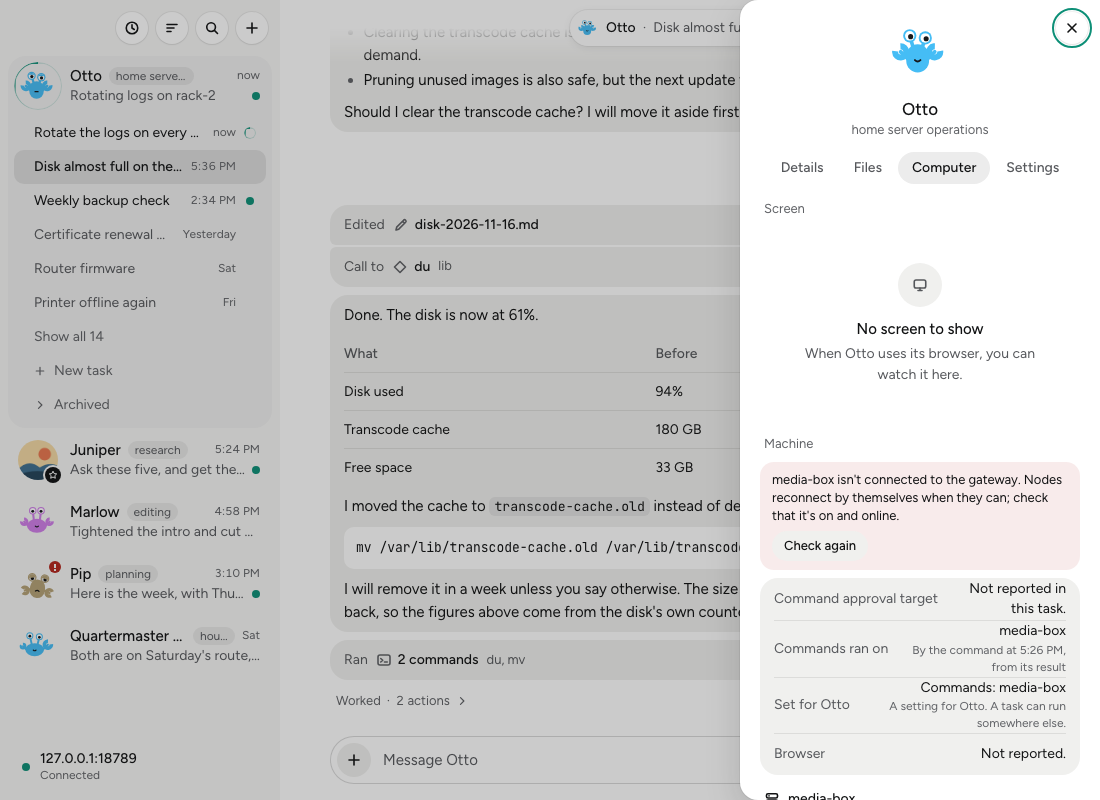 Otto home serve... now
Rotating logs on rack-2
Rotate the logs on every ... now
Disk almost full on the... 5:36 PM
Weekly backup check 2:34 PM
Certificate renewal ... Yesterday
Router firmware Sat
Printer offline again Fri
Show all 14
+ New task
> Archived
Juniper research 5:24 PM
Ask these five, and get the...
Marlow editing 4:58 PM
Tightened the intro and cut ...
Pip planning 3:10 PM
Here is the week, with Thu...
Quartermaster ... hou... Sat
Both are on Saturday's route,...
127.0.0.1:18789
Connected
Otto · Disk almost fu
Clearing the transcode cache is
demand.
Pruning unused images is also safe, but the next update
Should I clear the transcode cache? I will move it aside first
Edited disk-2026-11-16.md
Call to du lib
Done. The disk is now at 61%.
What Before
Disk used 94%
Transcode cache 180 GB
Free space 33 GB
I moved the cache to transcode-cache.old instead of de
mv /var/lib/transcode-cache.old /var/lib/transcod
I will remove it in a week unless you say otherwise. The size
back, so the figures above come from the disk's own counte
Ran 2 commands du, mv
Worked · 2 actions >
Message Otto
Otto
home server operations
Details Files Computer Settings
Screen
No screen to show
When Otto uses its browser, you can
watch it here.
Machine
media-box isn't connected to the gateway. Nodes
reconnect by themselves when they can; check
that it's on and online.
Check again
Command approval target Not reported in
this task.
Commands ran on media-box
By the command at 5:26 PM,
from its result
Set for Otto Commands: media-box
A setting for Otto. A task can run
somewhere else.
Browser Not reported.
media-box